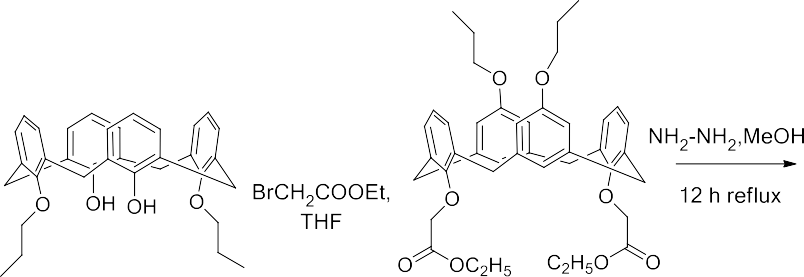 O
O
O
OH
OH
O
BrCH2COOEt,
THF
O
O
O
OC2H5
C2H5O
O
NH2-NH2,MeOH
12 h reflux